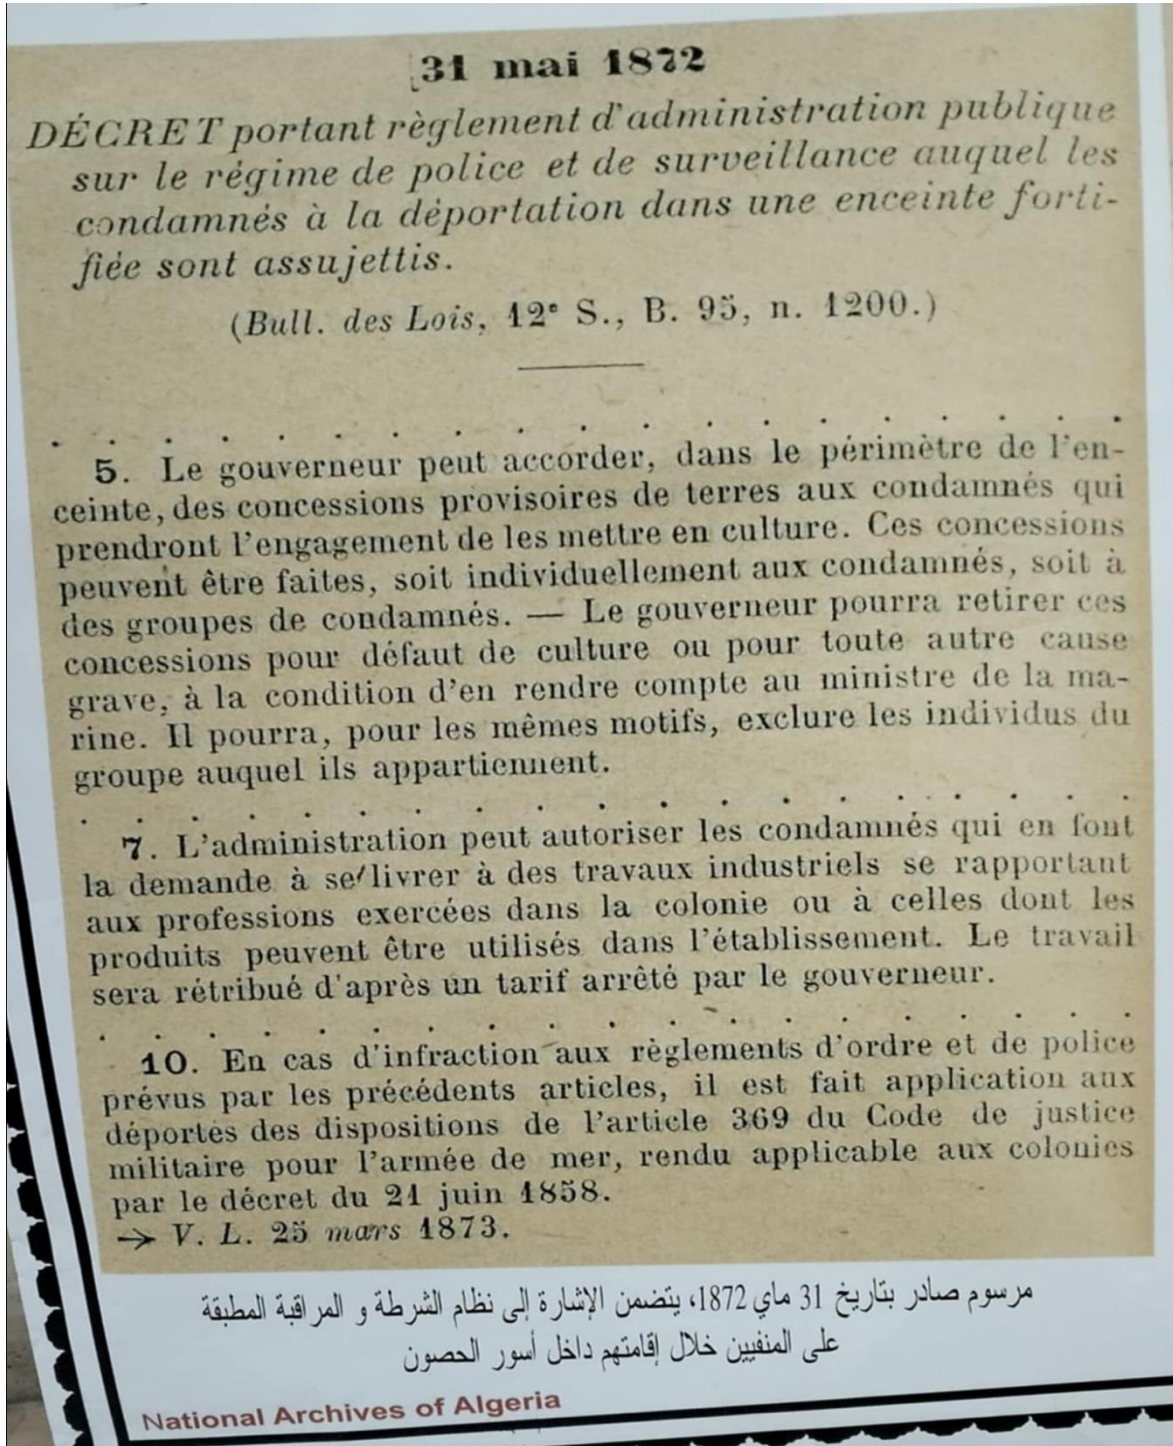 31 mai 1872
DÉCRET portant règlement d'administration publique
sur le régime de police et de surveillance auquel les
condamnés à la déportation dans une enceinte forti-
fiée sont assujettis.
(Bull. des Lois, 12e S., B. 95, n. 1200.)
5. Le gouverneur peut accorder, dans le périmètre de l'en-
ceinte, des concessions provisoires de terres aux condamnés qui
prendront l'engagement de les mettre en culture. Ces concessions
peuvent être faites, soit individuellement aux condamnés, soit à
des groupes de condamnés. — Le gouverneur pourra retirer ces
concessions pour défaut de culture ou pour toute autre cause
grave, à la condition d'en rendre compte au ministre de la ma-
rine. Il pourra, pour les mêmes motifs, exclure les individus du
groupe auquel ils appartiennent.
7. L'administration peut autoriser les condamnés qui en font
la demande à se livrer à des travaux industriels se rapportant
aux professions exercées dans la colonie ou à celles dont les
produits peuvent être utilisés dans l'établissement. Le travail
sera rétribué d'après un tarif arrêté par le gouverneur.
10. En cas d'infraction aux règlements d'ordre et de police
prévus par les précédents articles, il est fait application aux
déportés des dispositions de l'article 369 du Code de justice
militaire pour l'armée de mer, rendu applicable aux colonies
par le décret du 21 juin 1858.
→ V. L. 25 mars 1873.
مرسوم صادر بتاريخ 31 ماي 1872، يتضمن الإشارة إلى نظام الشرطة و المراقبة المطبقة
على المنفيين خلال إقامتهم داخل أسور الحصون
National Archives of Algeria